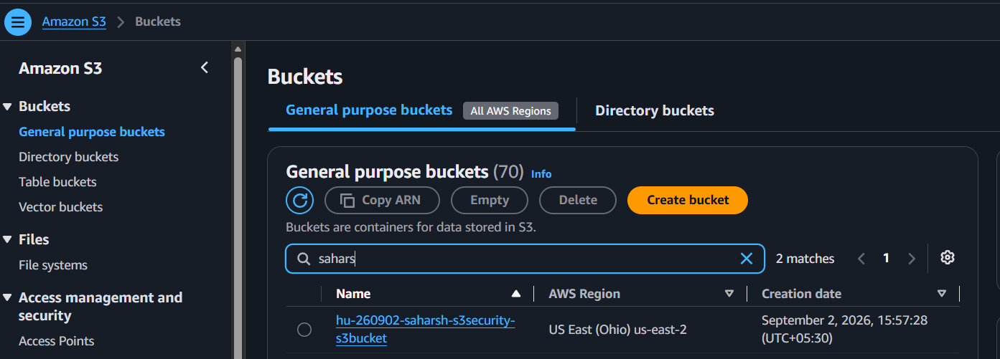 Amazon S3 > Buckets
Amazon S3
Buckets
General purpose buckets
Directory buckets
Table buckets
Vector buckets
Files
File systems
Access management and
security
Access Points
Buckets
General purpose buckets All AWS Regions Directory buckets
General purpose buckets (70) Info
Copy ARN Empty Delete Create bucket
Buckets are containers for data stored in S3.
sahars 2 matches 1
Name AWS Region Creation date
hu-260902-saharsh-s3security-
s3bucket
US East (Ohio) us-east-2
September 2, 2026, 15:57:28
(UTC+05:30)